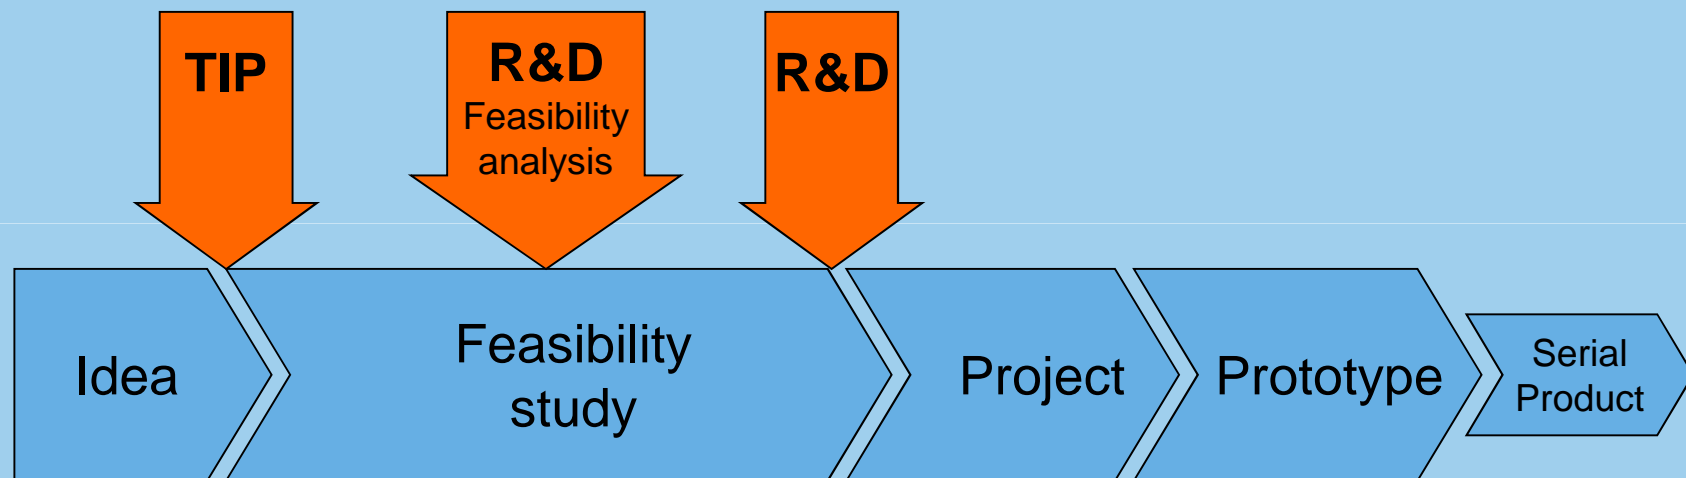 TIP
R&D
Feasibility
analysis
R&D
Idea
Feasibility
study
Project
Prototype
Serial
Product